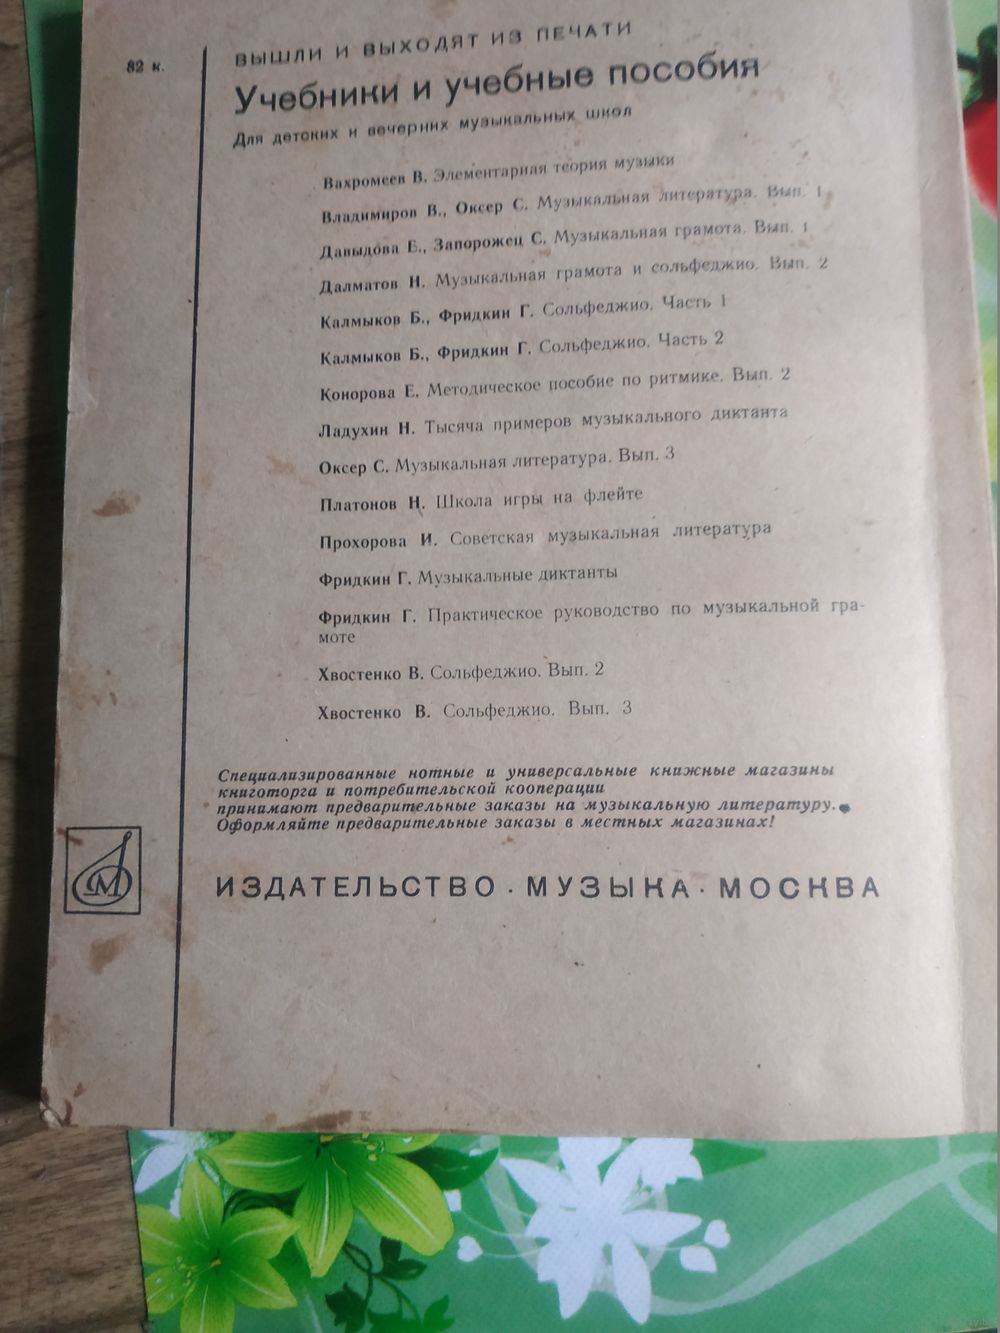 82 к.
ВЫШЛИ И ВЫХОДЯТ ИЗ ПЕЧАТИ
Учебники и учебные пособия
Для детских и вечерних музыкальных школ
Вахромеев В. Элементарная теория музыки
Владимиров В., Оксер С. Музыкальная литература. Вып. 1
Давыдова Е., Запорожец С. Музыкальная грамота. Вып. 1
Далматов Н. Музыкальная грамота и сольфеджио. Вып. 2
Калмыков Б., Фридкин Г. Сольфеджио. Часть 1
Калмыков Б., Фридкин Г. Сольфеджио. Часть 2
Конорова Е. Методическое пособие по ритмике. Вып. 2
Ладухин Н. Тысяча примеров музыкального диктанта
Оксер С. Музыкальная литература. Вып. 3
Платонов Н. Школа игры на флейте
Прохорова И. Советская музыкальная литература
Фридкин Г. Музыкальные диктанты
Фридкин Г. Практическое руководство по музыкальной гра-
моте
Хвостенко В. Сольфеджио. Вып. 2
Хвостенко В. Сольфеджио. Вып. 3
Специализированные нотные и универсальные книжные магазины
книготорга и потребительской кооперации
принимают предварительные заказы на музыкальную литературу.
Оформляйте предварительные заказы в местных магазинах!
М
ИЗДАТЕЛЬСТВО · МУЗЫКА · МОСКВА